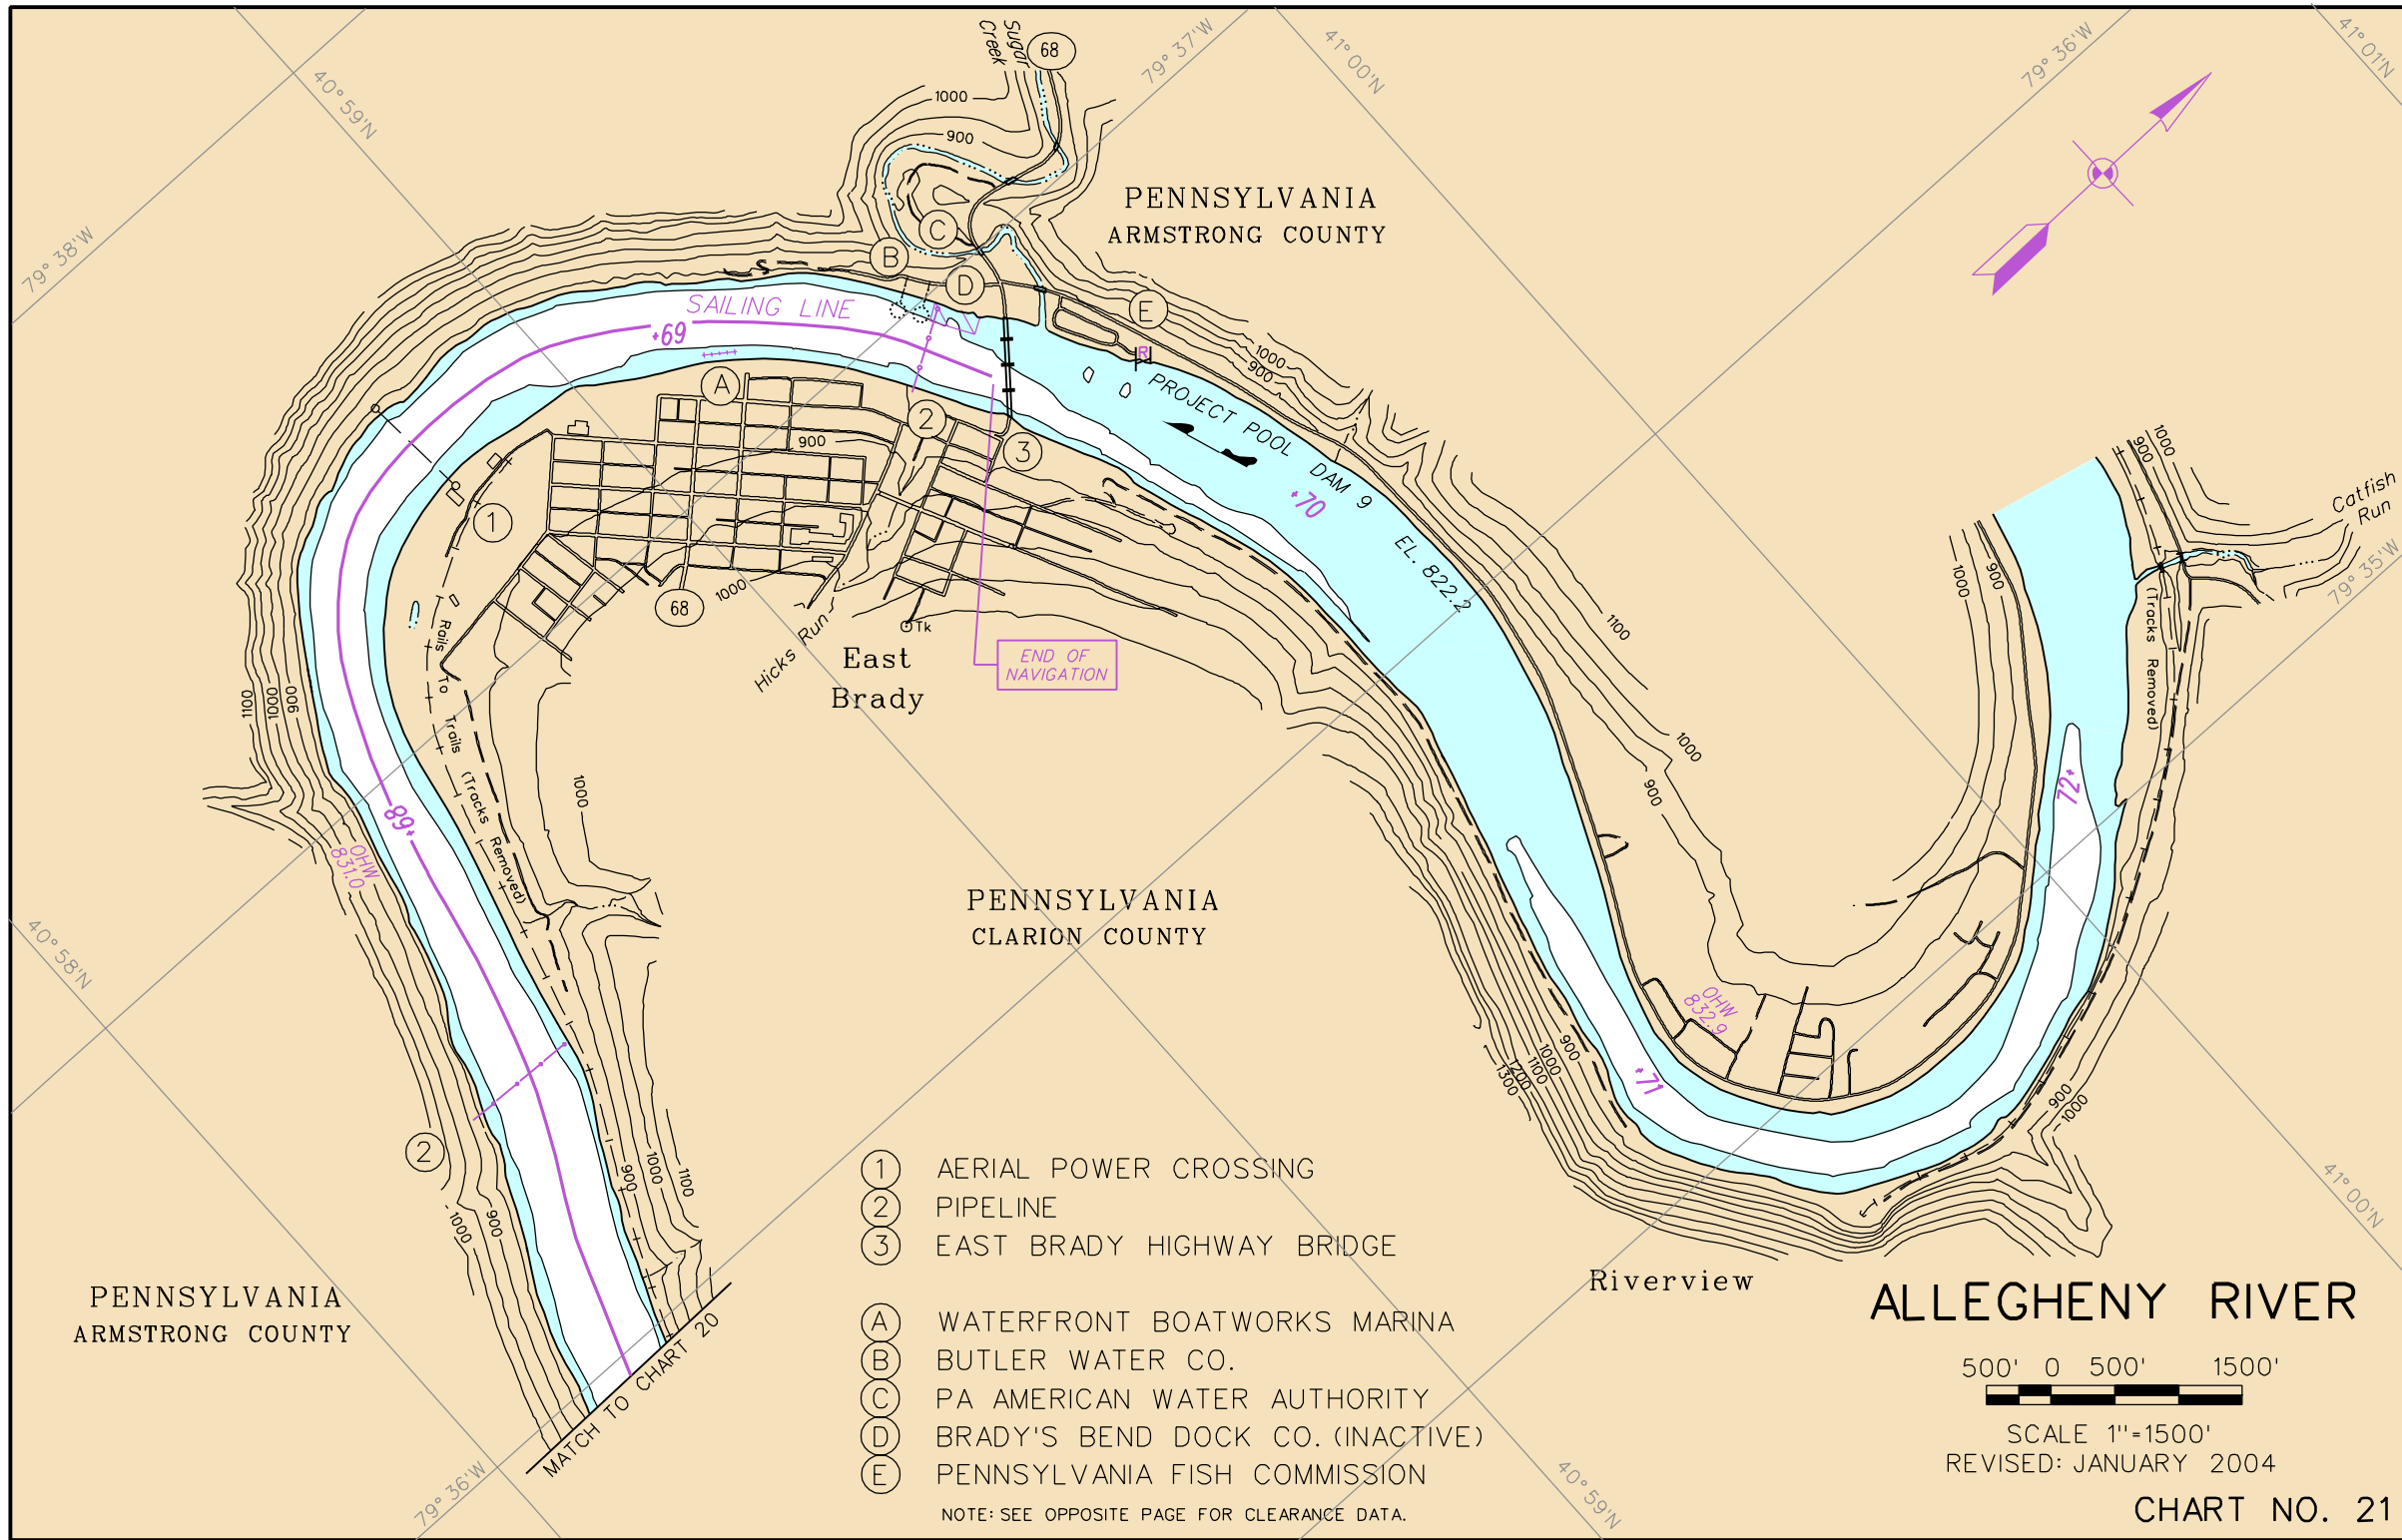 Sugar
Creek
68
79° 37'W
41° 00'N
79° 36'W
41° 01'N
40° 59'N
79° 38'W
1000
900
PENNSYLVANIA
ARMSTRONG COUNTY
C
B
D
E
SAILING LINE
69
R
1000
900
PROJECT POOL DAM 9 EL. 822.2
70
A
2
3
900
1
68
1000
Hicks Run
Tk
East
Brady
END OF
NAVIGATION
1100
1000
900
1000
900
1000
900
1000
Catfish
Run
79° 35'W
(Tracks Removed)
72
1100
1000
900
Rails To Trails (Tracks Removed)
1000
68
OHW
831.0
40° 58'N
PENNSYLVANIA
CLARION COUNTY
OHW
832.9
71
900
1000
1100
1200
1300
900
1000
41° 00'N
2
1000
900
900
1000
1100
PENNSYLVANIA
ARMSTRONG COUNTY
MATCH TO CHART 20
79° 36'W
40° 59'N
1 AERIAL POWER CROSSING
2 PIPELINE
3 EAST BRADY HIGHWAY BRIDGE
A WATERFRONT BOATWORKS MARINA
B BUTLER WATER CO.
C PA AMERICAN WATER AUTHORITY
D BRADY'S BEND DOCK CO. (INACTIVE)
E PENNSYLVANIA FISH COMMISSION
NOTE: SEE OPPOSITE PAGE FOR CLEARANCE DATA.
Riverview
ALLEGHENY RIVER
500' 0 500' 1500'
SCALE 1"=1500'
REVISED: JANUARY 2004
CHART NO. 21